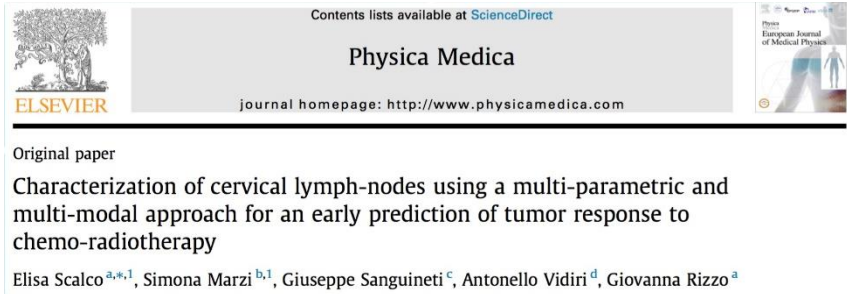 Contents lists available at ScienceDirect
Physica Medica
journal homepage: http://www.physicamedica.com
ELSEVIER
Physica
European Journal
of Medical Physics
Original paper
Characterization of cervical lymph-nodes using a multi-parametric and
multi-modal approach for an early prediction of tumor response to
chemo-radiotherapy
Elisa Scalco a,*,1, Simona Marzi b,1, Giuseppe Sanguineti c, Antonello Vidiri d, Giovanna Rizzo a